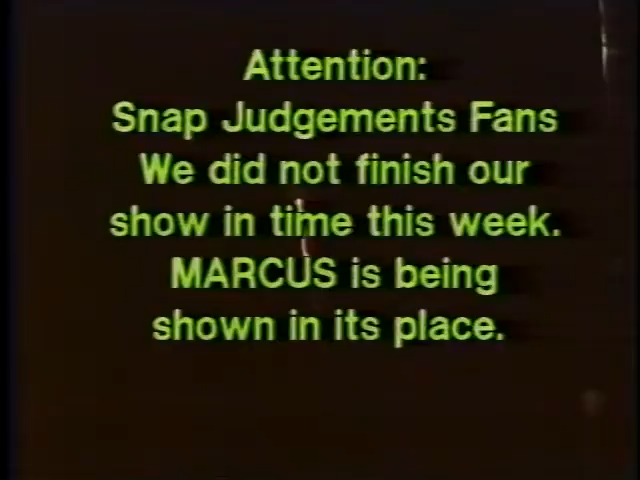 Attention:
Snap Judgements Fans
We did not finish our
show in time this week.
MARCUS is being
shown in its place.